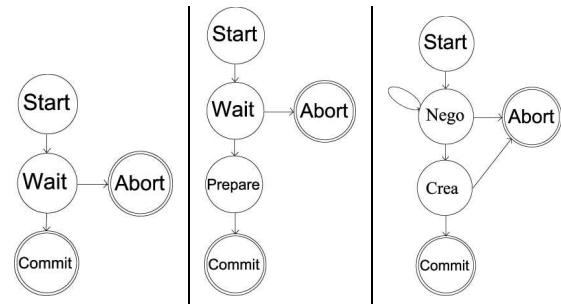 Start
Wait
Abort
Commit
Start
Wait
Abort
Prepare
Commit
Start
Nego
Abort
Crea
Commit